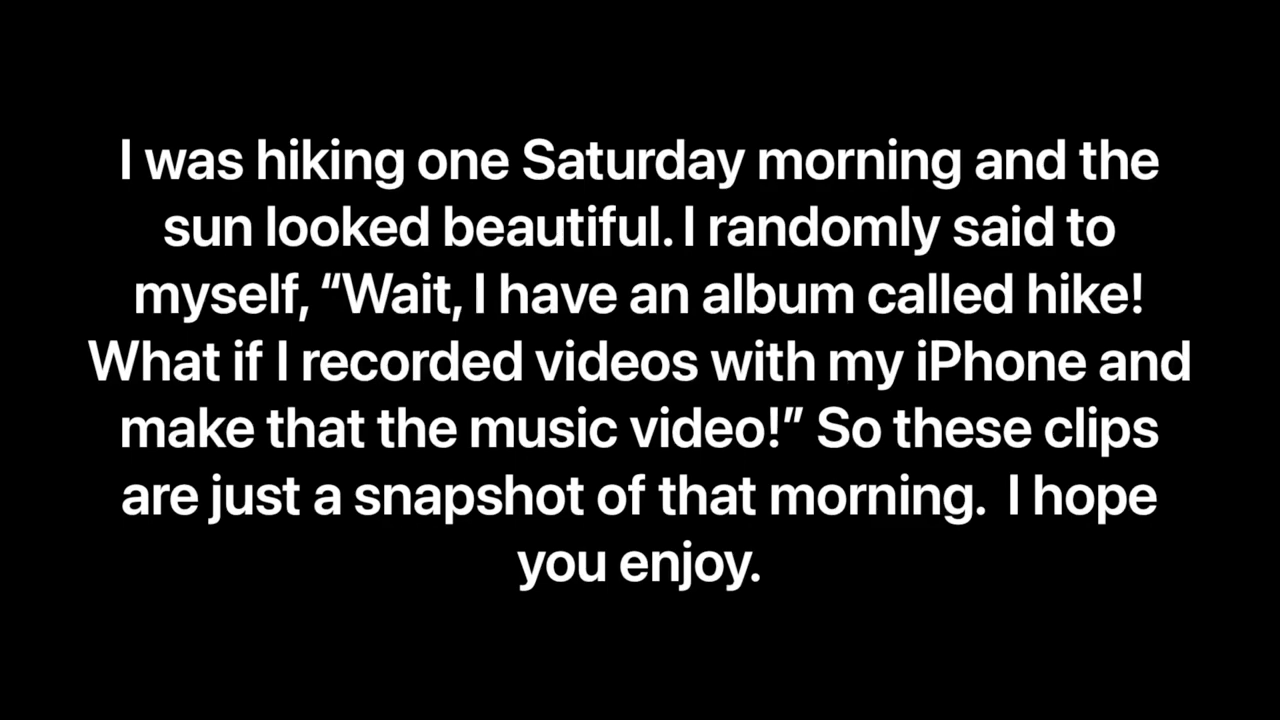 I was hiking one Saturday morning and the
sun looked beautiful. I randomly said to
myself, “Wait, I have an album called hike!
What if I recorded videos with my iPhone and
make that the music video!” So these clips
are just a snapshot of that morning.  I hope
you enjoy.